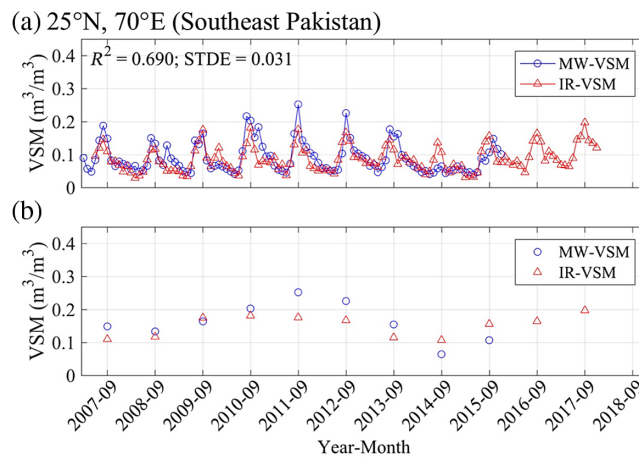 (a) 25°N, 70°E (Southeast Pakistan)
R² = 0.690; STDE = 0.031
MW-VSM
IR-VSM
VSM (m³/m³)
0.4
0.3
0.2
0.1
0
(b)
MW-VSM
IR-VSM
VSM (m³/m³)
0.4
0.3
0.2
0.1
0
2007-09
2008-09
2009-09
2010-09
2011-09
2012-09
2013-09
2014-09
2015-09
2016-09
2017-09
2018-09
Year-Month